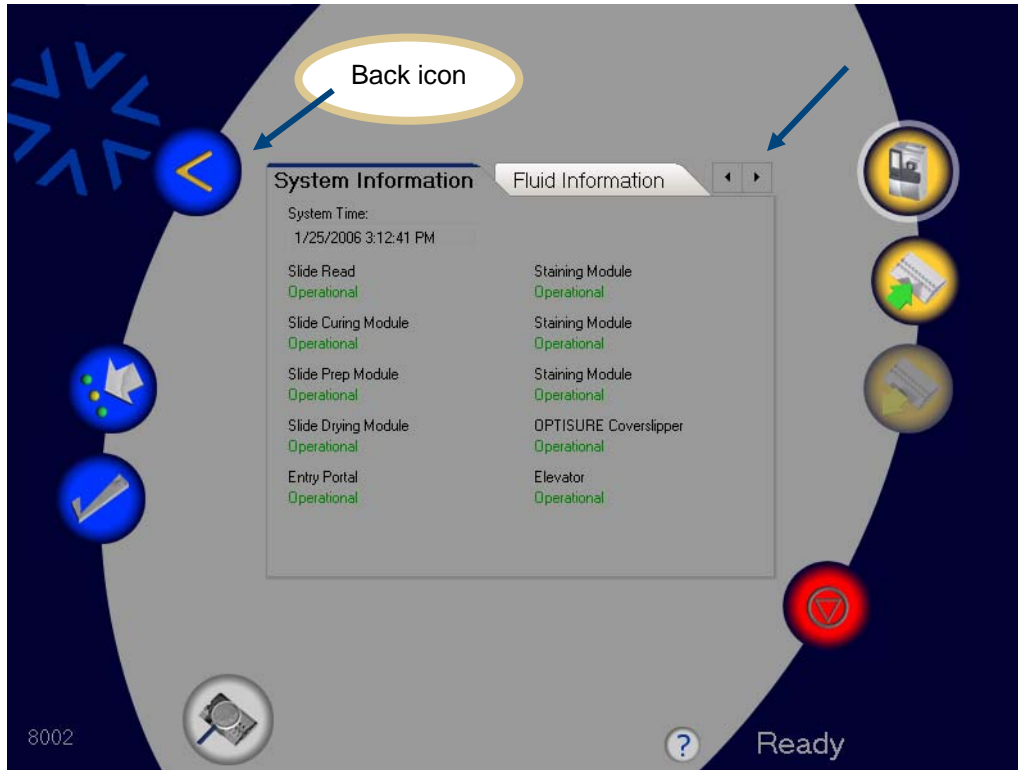 Back icon
System Information
Fluid Information
System Time:
1/25/2006 3:12:41 PM
Slide Read
Operational
Staining Module
Operational
Slide Curing Module
Operational
Staining Module
Operational
Slide Prep Module
Operational
Staining Module
Operational
Slide Drying Module
Operational
OPTISURE Coverslipper
Operational
Entry Portal
Operational
Elevator
Operational
8002
?
Ready